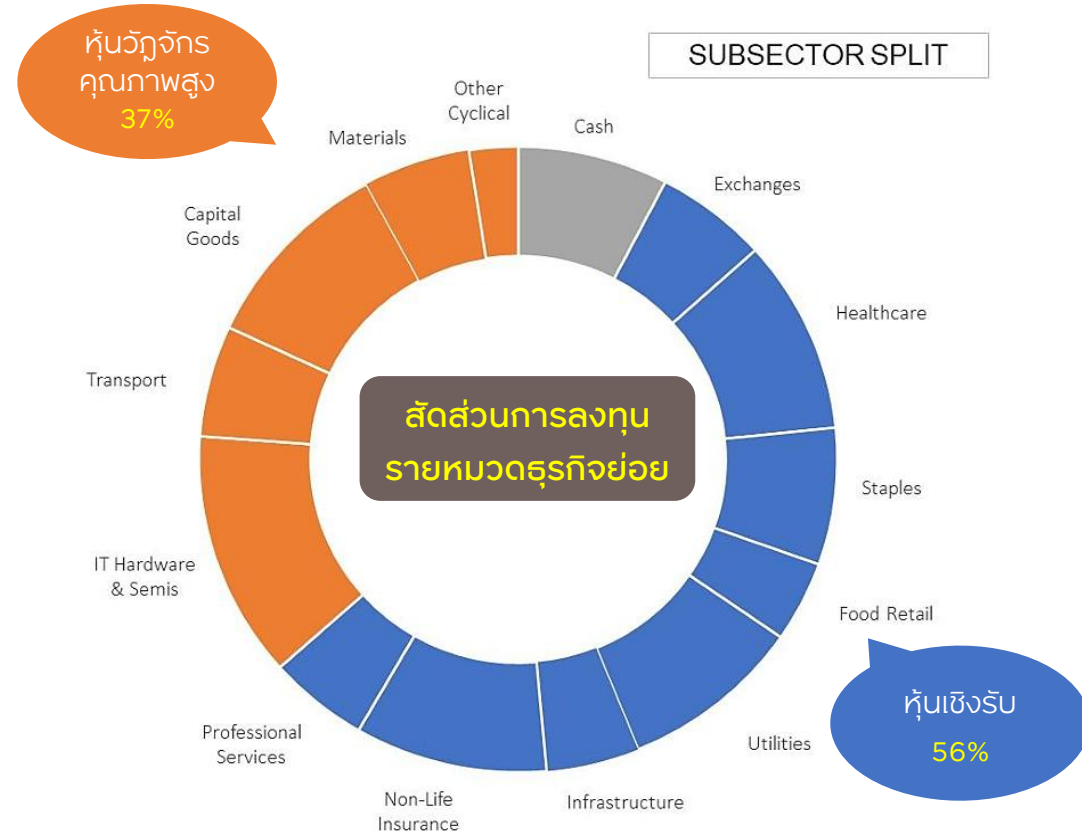 หุ้นวัฏจักร
คุณภาพสูง
37%
SUBSECTOR SPLIT
Other
Cyclical
Cash
Materials
Exchanges
Capital
Goods
Healthcare
Transport
สัดส่วนการลงทุน
รายหมวดธุรกิจย่อย
Staples
IT Hardware
& Semis
Food Retail
หุ้นเชิงรับ
56%
Professional
Services
Utilities
Non-Life
Insurance
Infrastructure